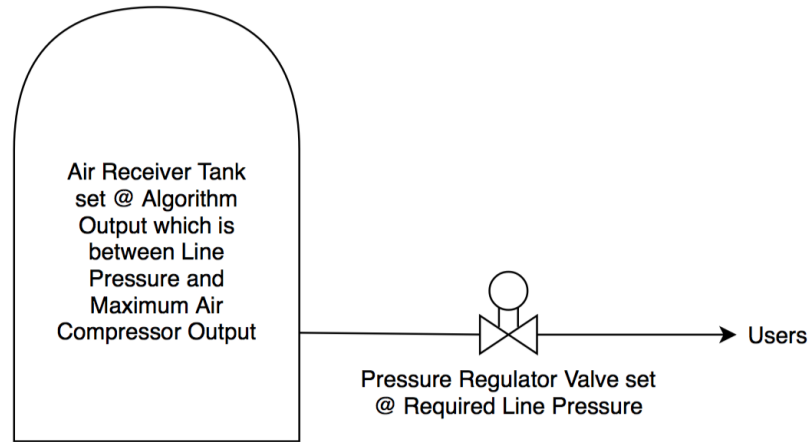 Air Receiver Tank
set @ Algorithm
Output which is
between Line
Pressure and
Maximum Air
Compressor Output
Users
Pressure Regulator Valve set
@ Required Line Pressure